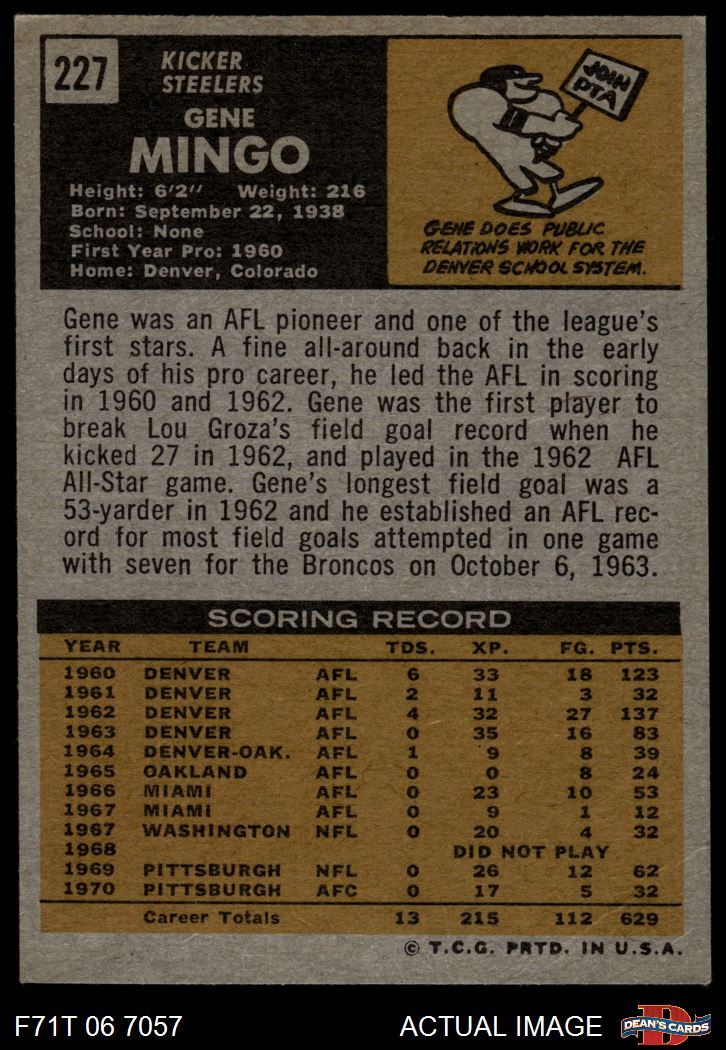 227
KICKER
STEELERS
GENE
MINGO
Height: 6'2" Weight: 216
Born: September 22, 1938
School: None
First Year Pro: 1960
Home: Denver, Colorado
JOIN
PTA
GENE DOES PUBLIC
RELATIONS WORK FOR THE
DENVER SCHOOL SYSTEM.
Gene was an AFL pioneer and one of the league's
first stars. A fine all-around back in the early
days of his pro career, he led the AFL in scoring
in 1960 and 1962. Gene was the first player to
break Lou Groza's field goal record when he
kicked 27 in 1962, and played in the 1962 AFL
All-Star game. Gene's longest field goal was a
53-yarder in 1962 and he established an AFL rec-
ord for most field goals attempted in one game
with seven for the Broncos on October 6, 1963.
SCORING RECORD
YEAR TEAM TDS. XP. FG. PTS.
1960 DENVER AFL 6 33 18 123
1961 DENVER AFL 2 11 3 32
1962 DENVER AFL 4 32 27 137
1963 DENVER AFL 0 35 16 83
1964 DENVER-OAK. AFL 1 9 8 39
1965 OAKLAND AFL 0 0 8 24
1966 MIAMI AFL 0 23 10 53
1967 MIAMI AFL 0 9 1 12
1967 WASHINGTON NFL 0 20 4 32
1968 DID NOT PLAY
1969 PITTSBURGH NFL 0 26 12 62
1970 PITTSBURGH AFC 0 17 5 32
Career Totals 13 215 112 629
© T.C.G. PRTD. IN U.S.A.
F71T 06 7057 ACTUAL IMAGE
D
DEAN'S CARDS